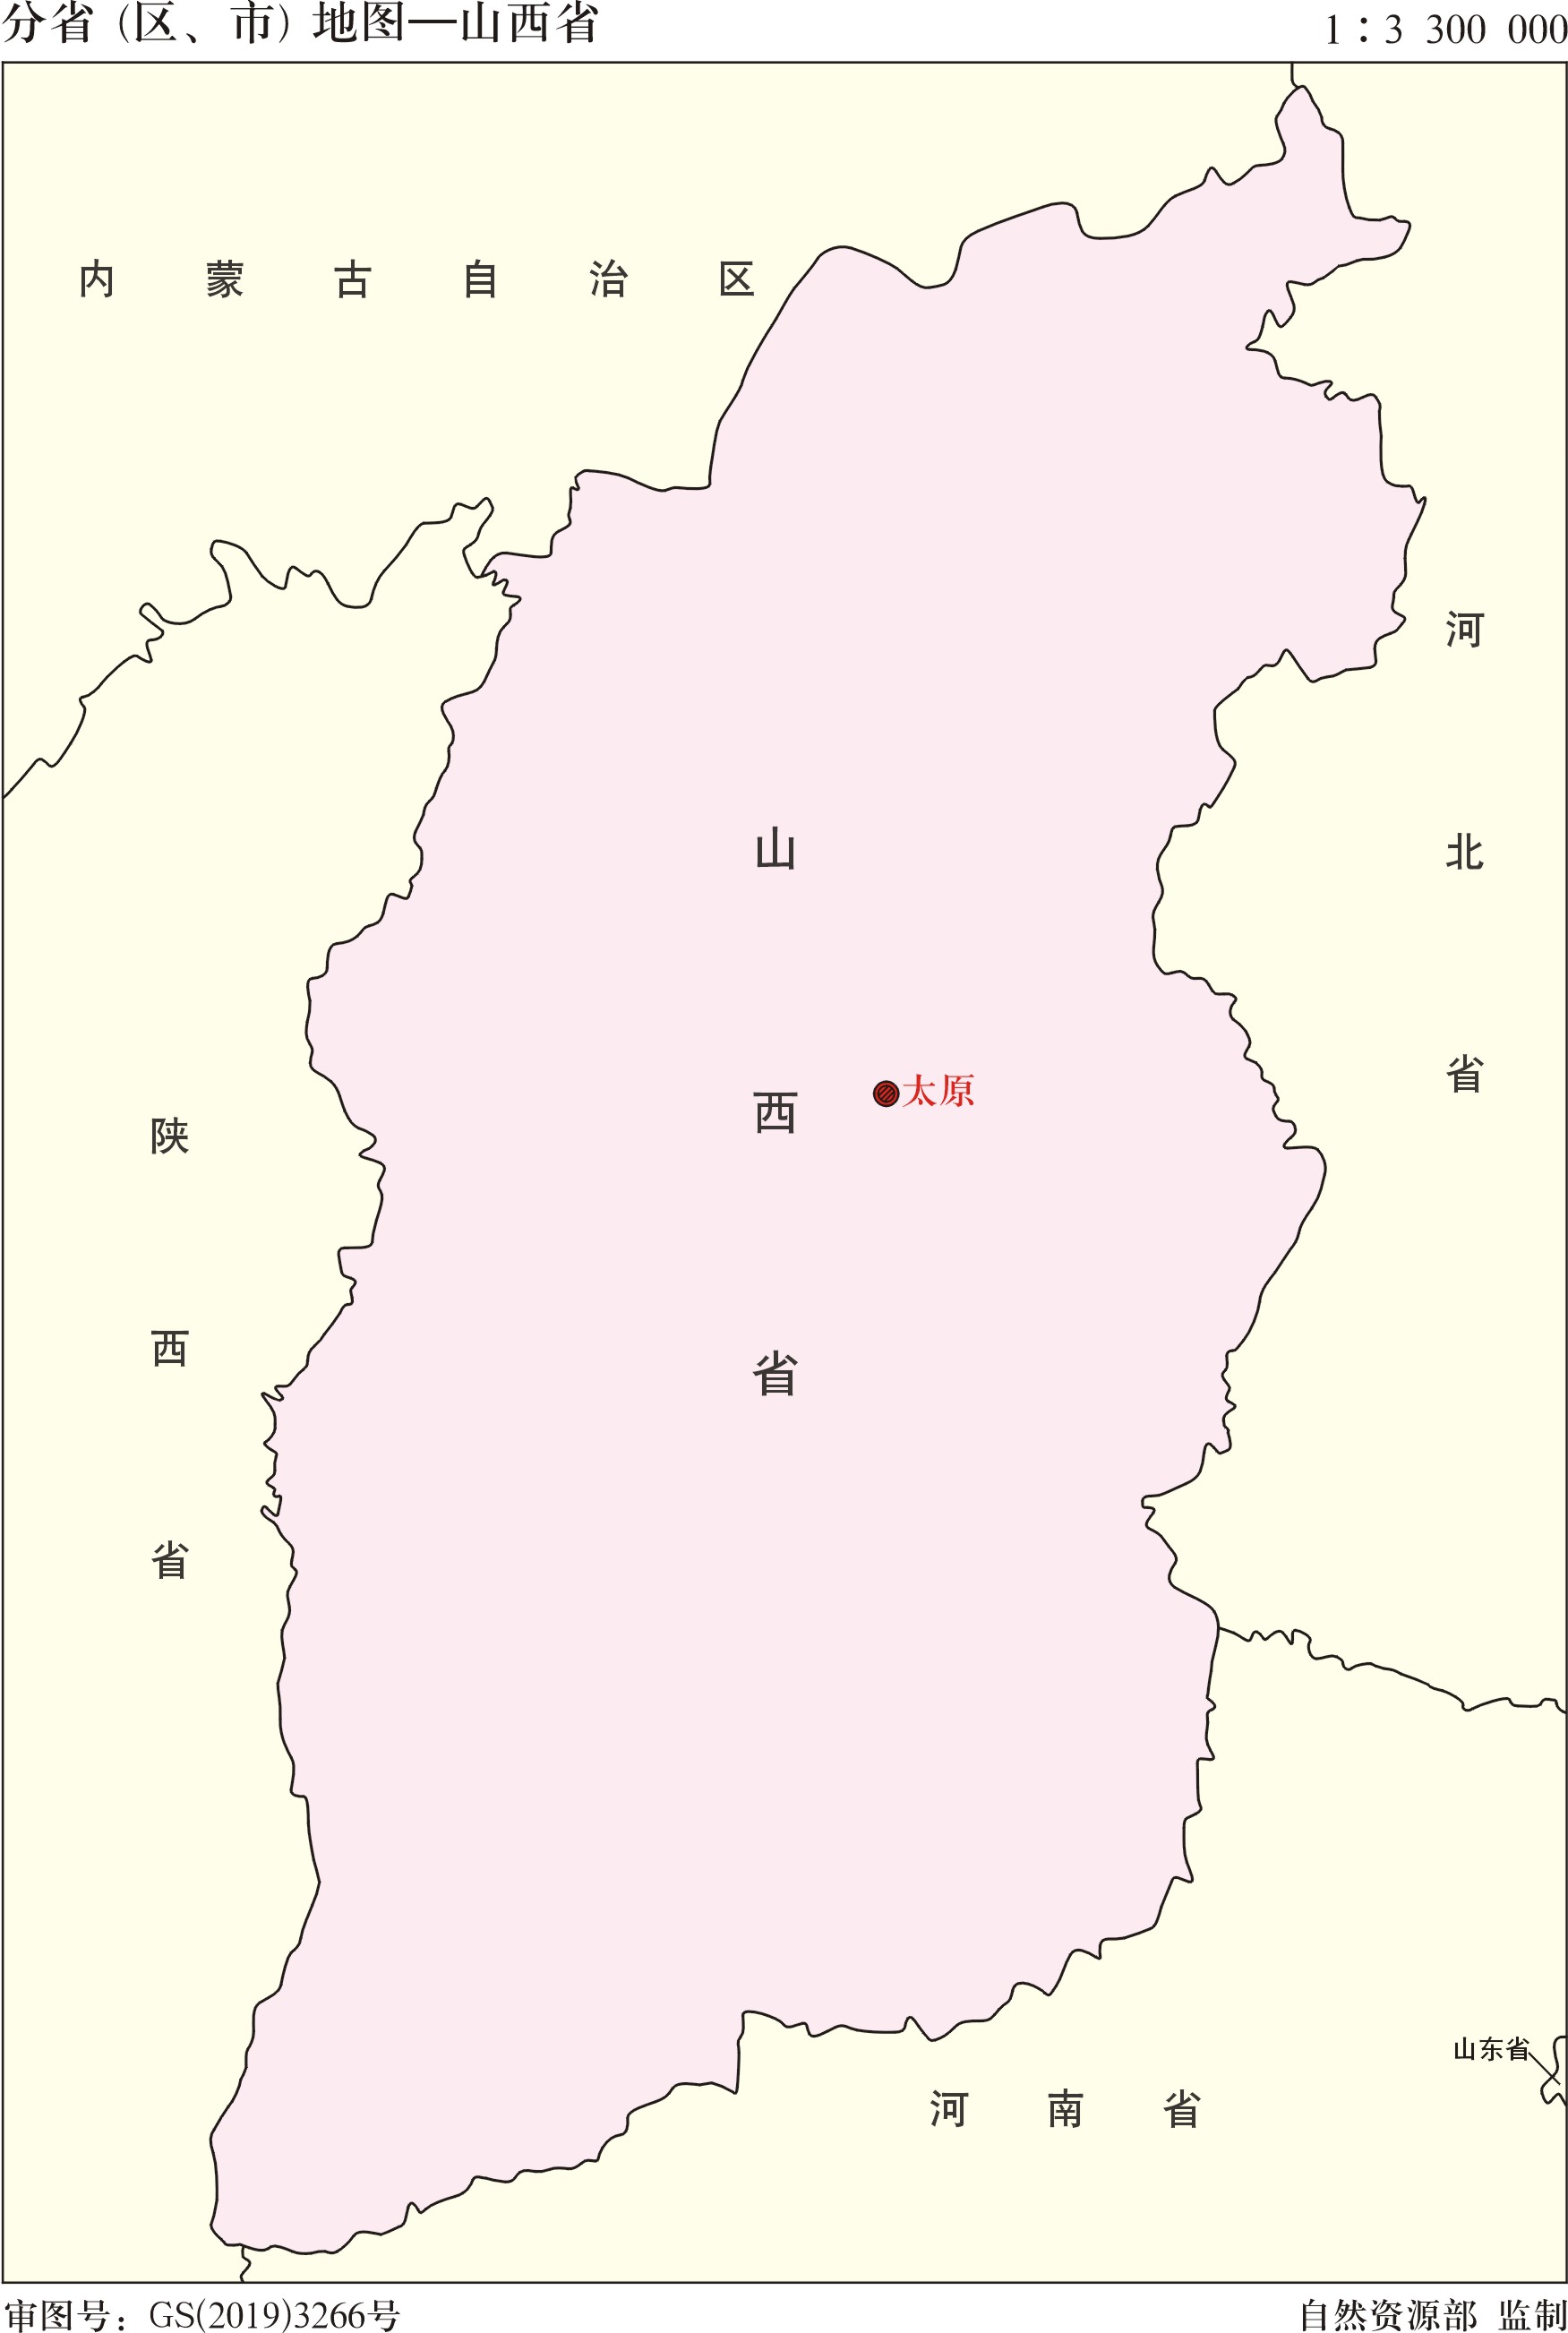 分省（区、市）地图—山西省
1：3 300 000
内蒙古自治区
河北省
山西省
太原
陕西省
山东省
河南省
审图号：GS(2019)3266号
自然资源部 监制